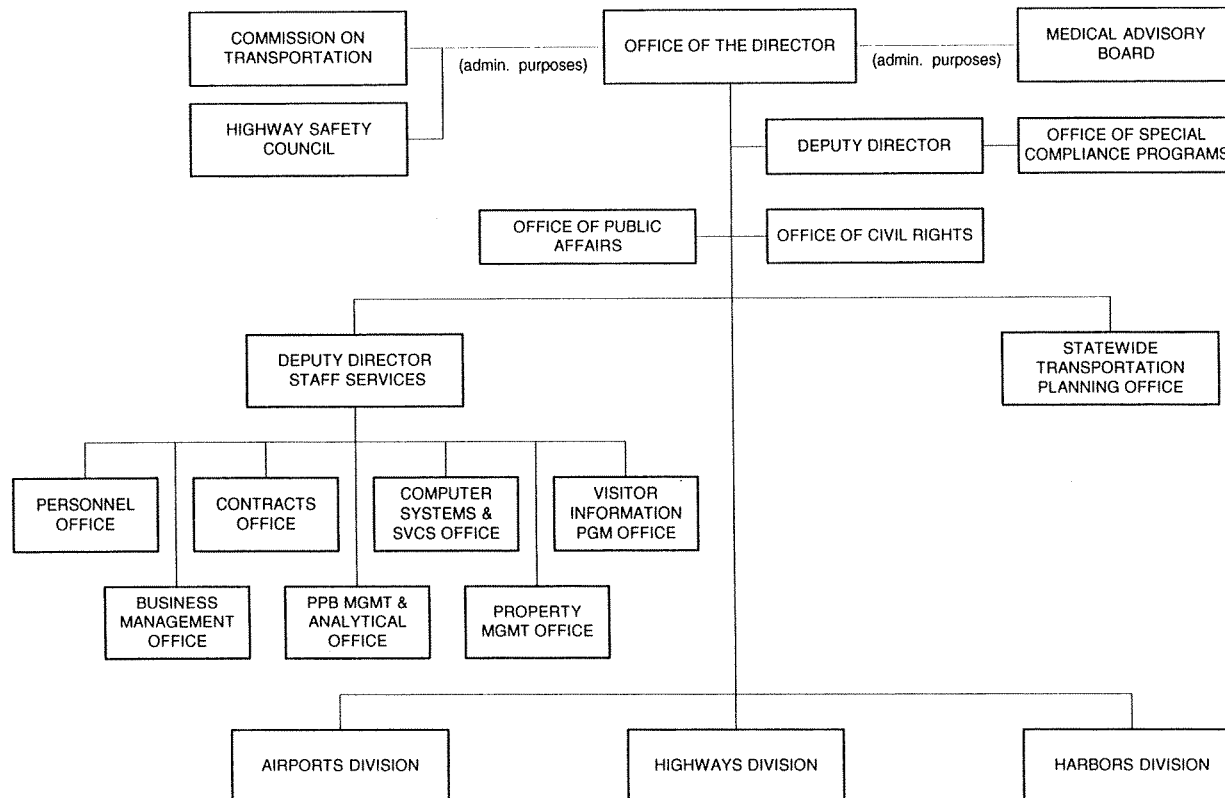 COMMISSION ON
TRANSPORTATION
(admin. purposes)
OFFICE OF THE DIRECTOR
(admin. purposes)
MEDICAL ADVISORY
BOARD
HIGHWAY SAFETY
COUNCIL
DEPUTY DIRECTOR
OFFICE OF SPECIAL
COMPLIANCE PROGRAMS
OFFICE OF PUBLIC
AFFAIRS
OFFICE OF CIVIL RIGHTS
DEPUTY DIRECTOR
STAFF SERVICES
STATEWIDE
TRANSPORTATION
PLANNING OFFICE
PERSONNEL
OFFICE
CONTRACTS
OFFICE
COMPUTER
SYSTEMS &
SVCS OFFICE
VISITOR
INFORMATION
PGM OFFICE
BUSINESS
MANAGEMENT
OFFICE
PPB MGMT &
ANALYTICAL
OFFICE
PROPERTY
MGMT OFFICE
AIRPORTS DIVISION
HIGHWAYS DIVISION
HARBORS DIVISION